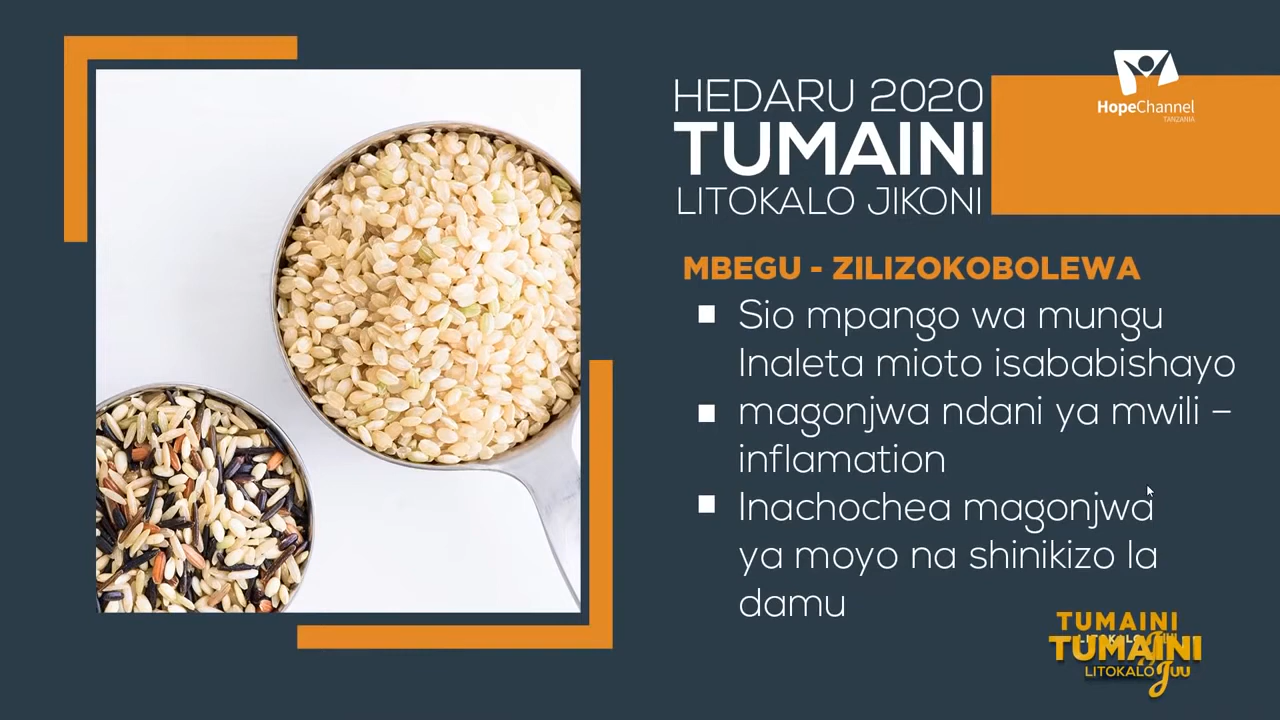 HEDARU 2020
TUMAINI
LITOKALO JIKONI
HopeChannel
TANZANIA
MBEGU - ZILIZOKOBOLEWA
Sio mpango wa mungu
Inaleta mioto isababishayo
magonjwa ndani ya mwili –
inflamation
Inachochea magonjwa
ya moyo na shinikizo la
damu
TUMAINI
TUMAINI
LITOKALO JUU